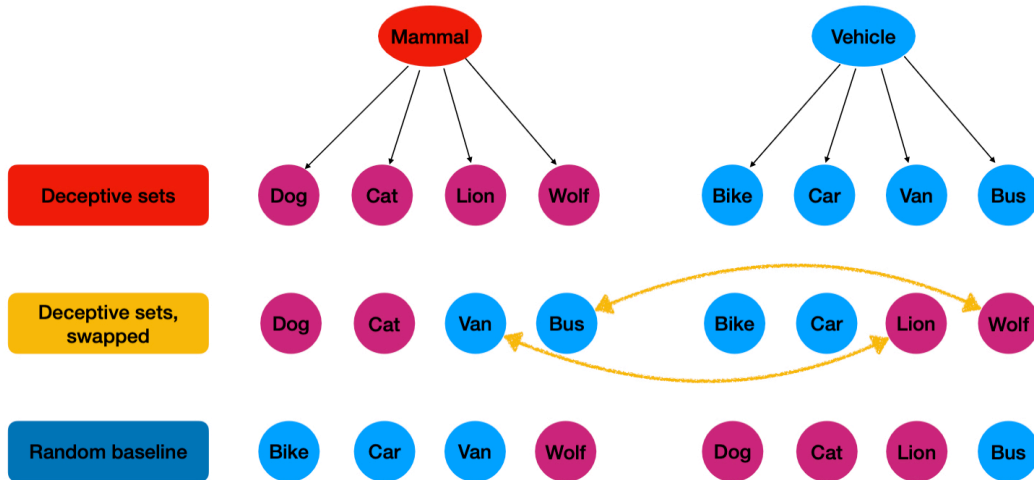 Mammal
Vehicle
Deceptive sets
Dog
Cat
Lion
Wolf
Bike
Car
Van
Bus
Deceptive sets,
swapped
Dog
Cat
Van
Bus
Bike
Car
Lion
Wolf
Random baseline
Bike
Car
Van
Wolf
Dog
Cat
Lion
Bus